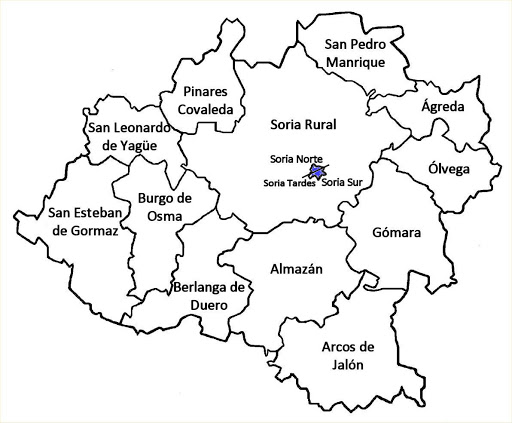 San Pedro
Manrique
Pinares
Covaleda
Ágreda
Soria Rural
San Leonardo
de Yagüe
Soria Norte
Ólvega
Soria Tardes
Soria Sur
Burgo de
Osma
San Esteban
de Gormaz
Gómara
Almazán
Berlanga de
Duero
Arcos de
Jalón